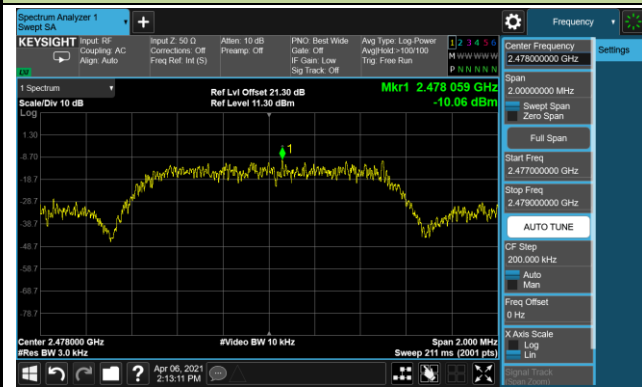 Spectrum Analyzer 1
Swept SA
Frequency
KEYSIGHT
Input: RF
Coupling: AC
Align: Auto
Input Z: 50 Ω
Corrections: Off
Freq Ref: Int (S)
Atten: 10 dB
Preamp: Off
PNO: Best Wide
Gate: Off
IF Gain: Low
Sig Track: Off
Avg Type: Log-Power
Avg|Hold:>100/100
Trig: Free Run
1 2 3 4 5 6
M W W W W W
P N N N N N
1 Spectrum
Scale/Div 10 dB
Log
Ref Lvl Offset 21.30 dB
Ref Level 11.30 dBm
Mkr1 2.478 059 GHz
-10.06 dBm
1
1.30
-8.70
-18.7
-28.7
-38.7
-48.7
-58.7
-68.7
-78.7
Center 2.478000 GHz
#Res BW 3.0 kHz
#Video BW 10 kHz
Span 2.000 MHz
Sweep 211 ms (2001 pts)
Apr 06, 2021
2:13:11 PM
Center Frequency
2.478000000 GHz
Span
2.00000000 MHz
Swept Span
Zero Span
Full Span
Start Freq
2.477000000 GHz
Stop Freq
2.479000000 GHz
AUTO TUNE
CF Step
200.000 kHz
Auto
Man
Freq Offset
0 Hz
X Axis Scale
Log
Lin
Signal Track
(Span Zoom)
Settings